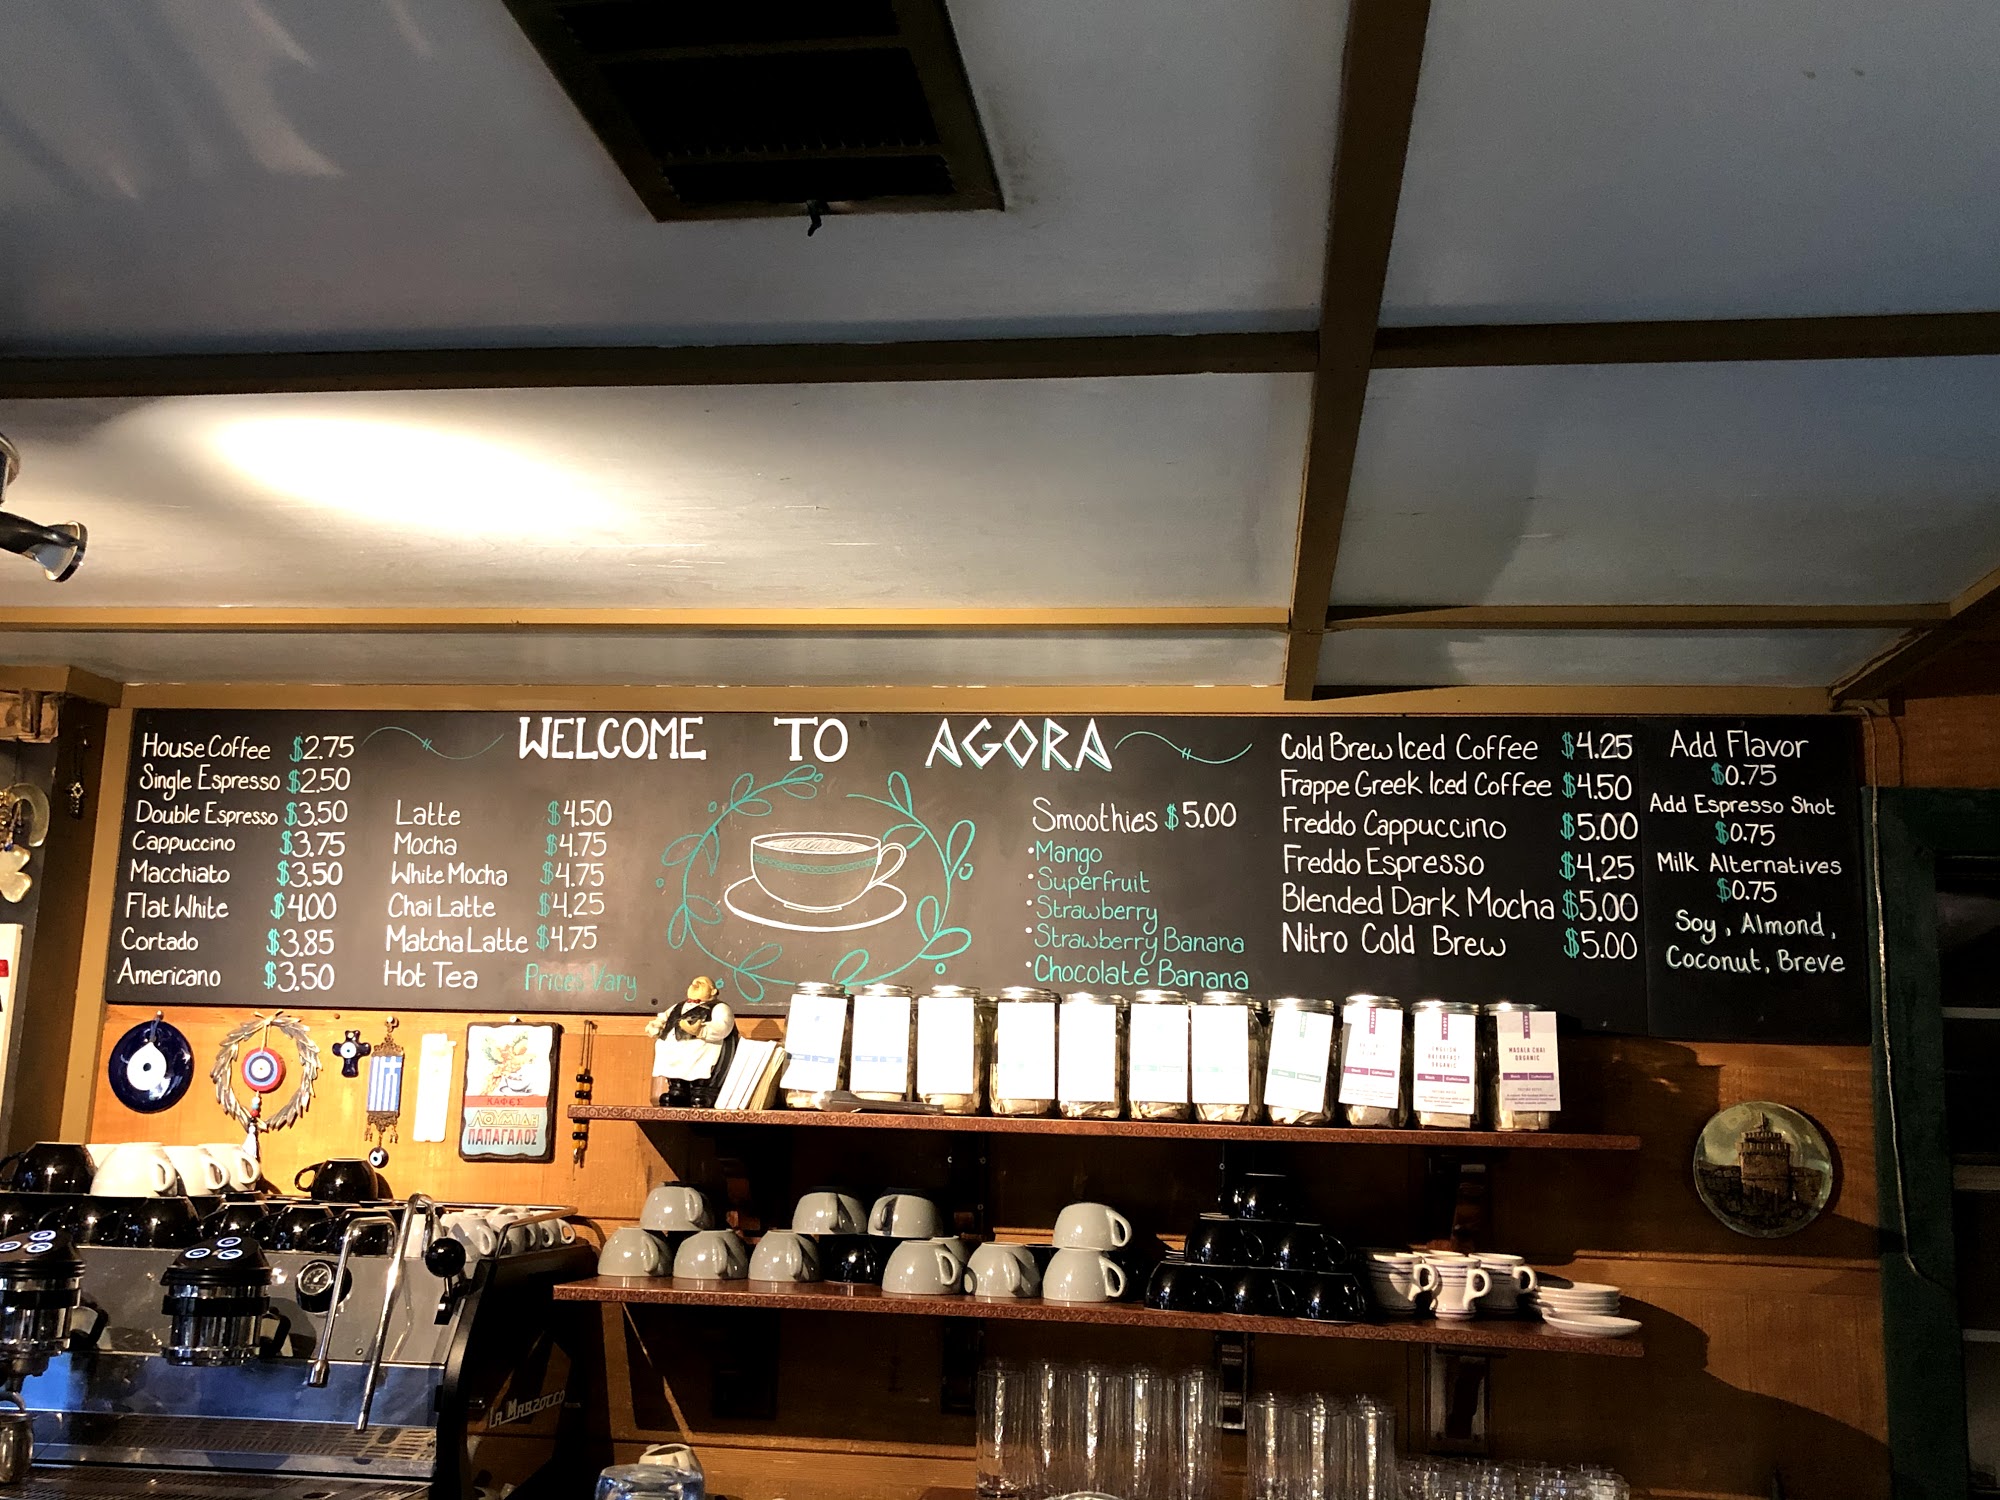 WELCOME TO AGORA
House Coffee $2.75
Single Espresso $2.50
Double Espresso $3.50
Cappuccino $3.75
Macchiato $3.50
Flat White $4.00
Cortado $3.85
Americano $3.50
Latte $4.50
Mocha $4.75
White Mocha $4.75
Chai Latte $4.25
Matcha Latte $4.75
Hot Tea Prices Vary
Smoothies $5.00
•Mango
•Superfruit
•Strawberry
•Strawberry Banana
•Chocolate Banana
Cold Brew Iced Coffee $4.25
Frappe Greek Iced Coffee $4.50
Freddo Cappuccino $5.00
Freddo Espresso $4.25
Blended Dark Mocha $5.00
Nitro Cold Brew $5.00
Add Flavor
$0.75
Add Espresso Shot
$0.75
Milk Alternatives
$0.75
Soy, Almond,
Coconut, Breve
ΚΑΦΕΣ
ΛΟΥΜΙΔΗ
ΠΑΠΑΓΑΛΟΣ
ENGLISH
BREAKFAST
ORGANIC
MASALA CHAI
ORGANIC
LA MARZOCCO